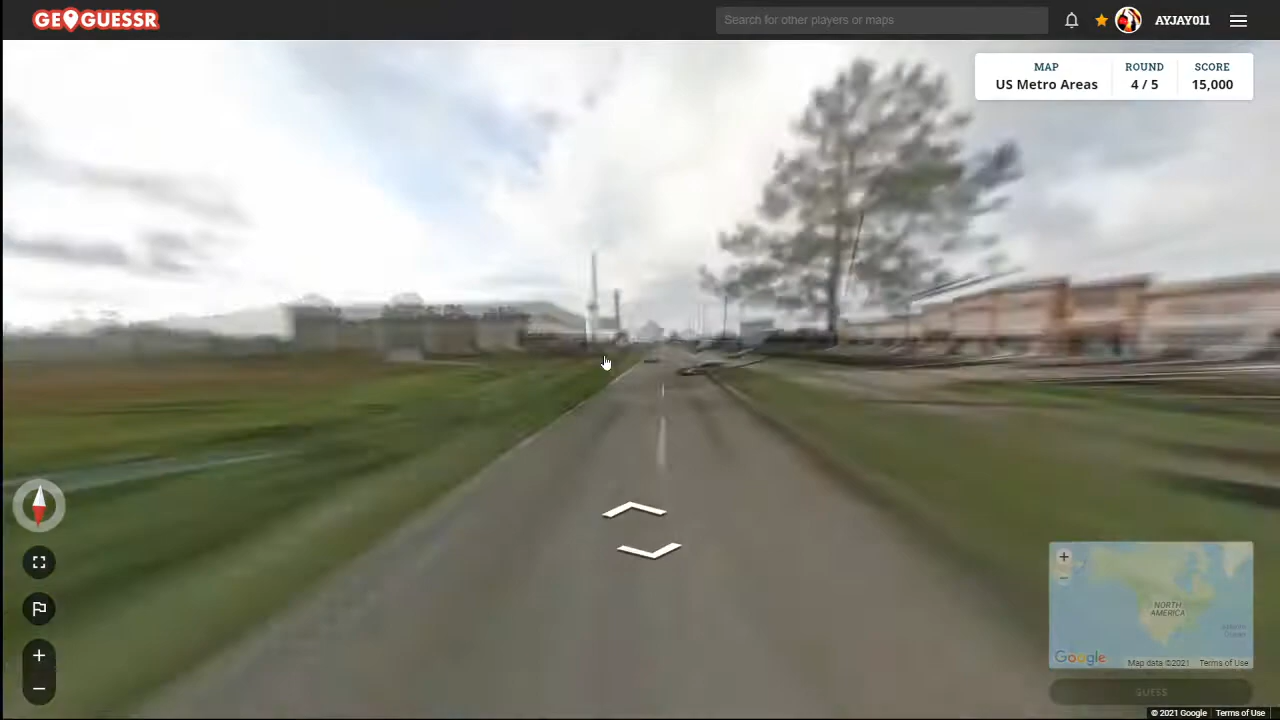 GEOGUESSR
Search for other players or maps
AYJAY011
MAP
US Metro Areas
ROUND
4 / 5
SCORE
15,000
+
−
+
−
NORTH
AMERICA
Google
Map data ©2021
Terms of Use
GUESS
© 2021 Google
Terms of Use